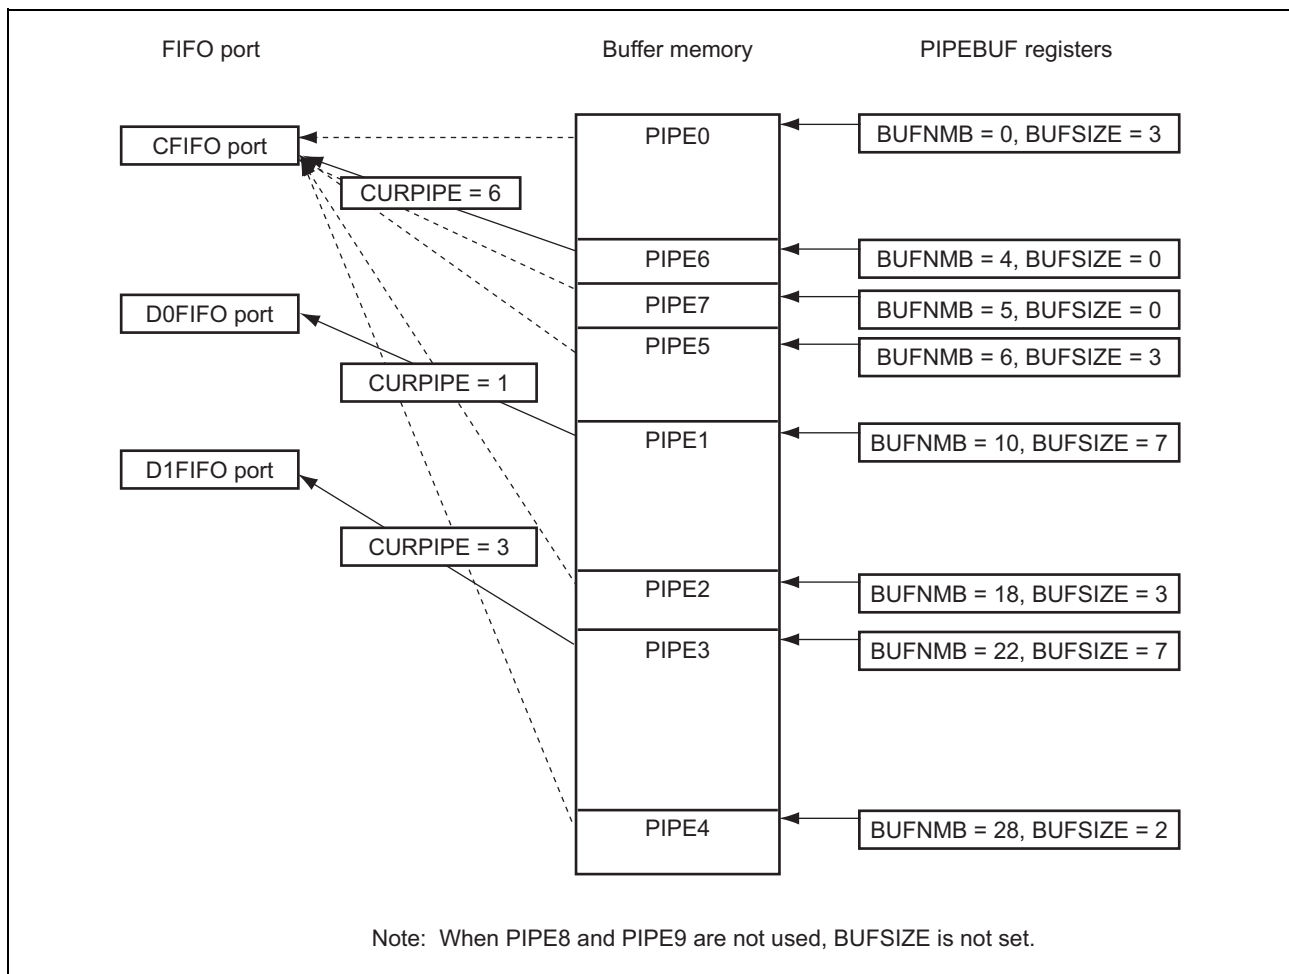 FIFO port
Buffer memory
PIPEBUF registers
CFIFO port
PIPE0
BUFNMB = 0, BUFSIZE = 3
CURPIPE = 6
PIPE6
BUFNMB = 4, BUFSIZE = 0
PIPE7
BUFNMB = 5, BUFSIZE = 0
D0FIFO port
PIPE5
BUFNMB = 6, BUFSIZE = 3
CURPIPE = 1
PIPE1
BUFNMB = 10, BUFSIZE = 7
D1FIFO port
CURPIPE = 3
PIPE2
BUFNMB = 18, BUFSIZE = 3
PIPE3
BUFNMB = 22, BUFSIZE = 7
PIPE4
BUFNMB = 28, BUFSIZE = 2
Note: When PIPE8 and PIPE9 are not used, BUFSIZE is not set.